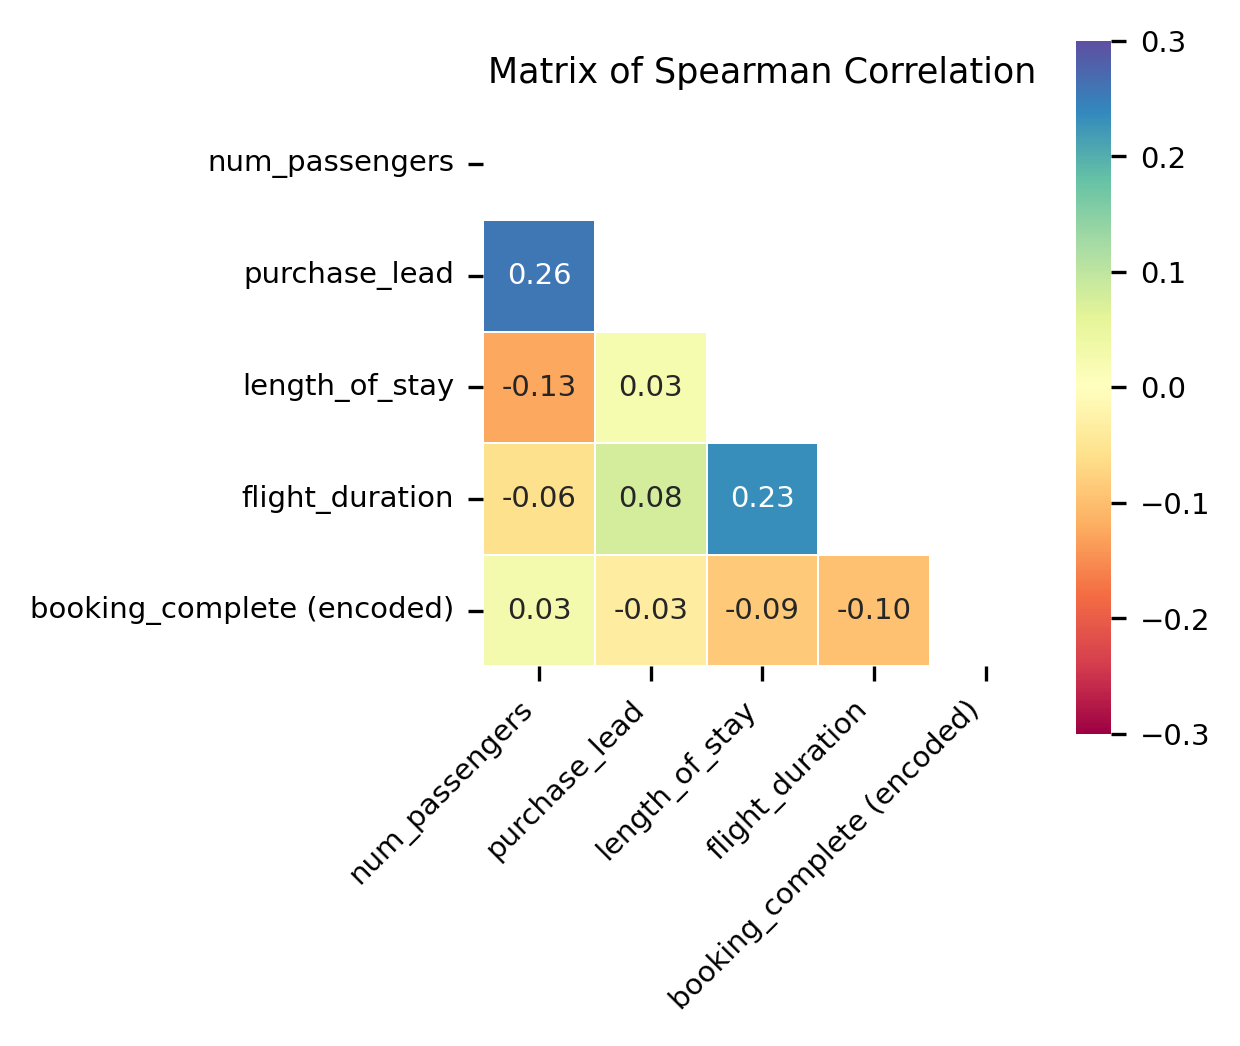 Matrix of Spearman Correlation
num_passengers
purchase_lead
0.26
length_of_stay
-0.13
0.03
flight_duration
-0.06
0.08
0.23
booking_complete (encoded)
0.03
-0.03
-0.09
-0.10
num_passengers
purchase_lead
length_of_stay
flight_duration
booking_complete (encoded)
0.3
0.2
0.1
0.0
−0.1
−0.2
−0.3